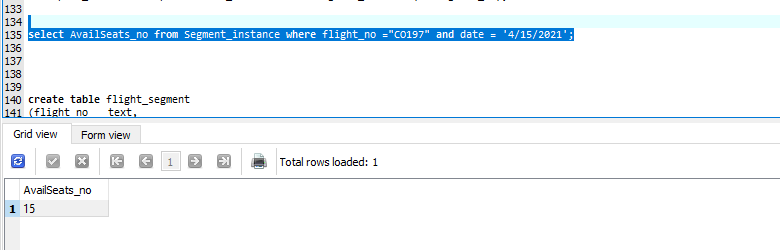 133
134
135 select AvailSeats_no from Segment_instance where flight_no ="CO197" and date = '4/15/2021';
136
137
138
139
140 create table flight_segment
141 (flight_no text,
Grid view Form view
1 Total rows loaded: 1
AvailSeats_no
1 15